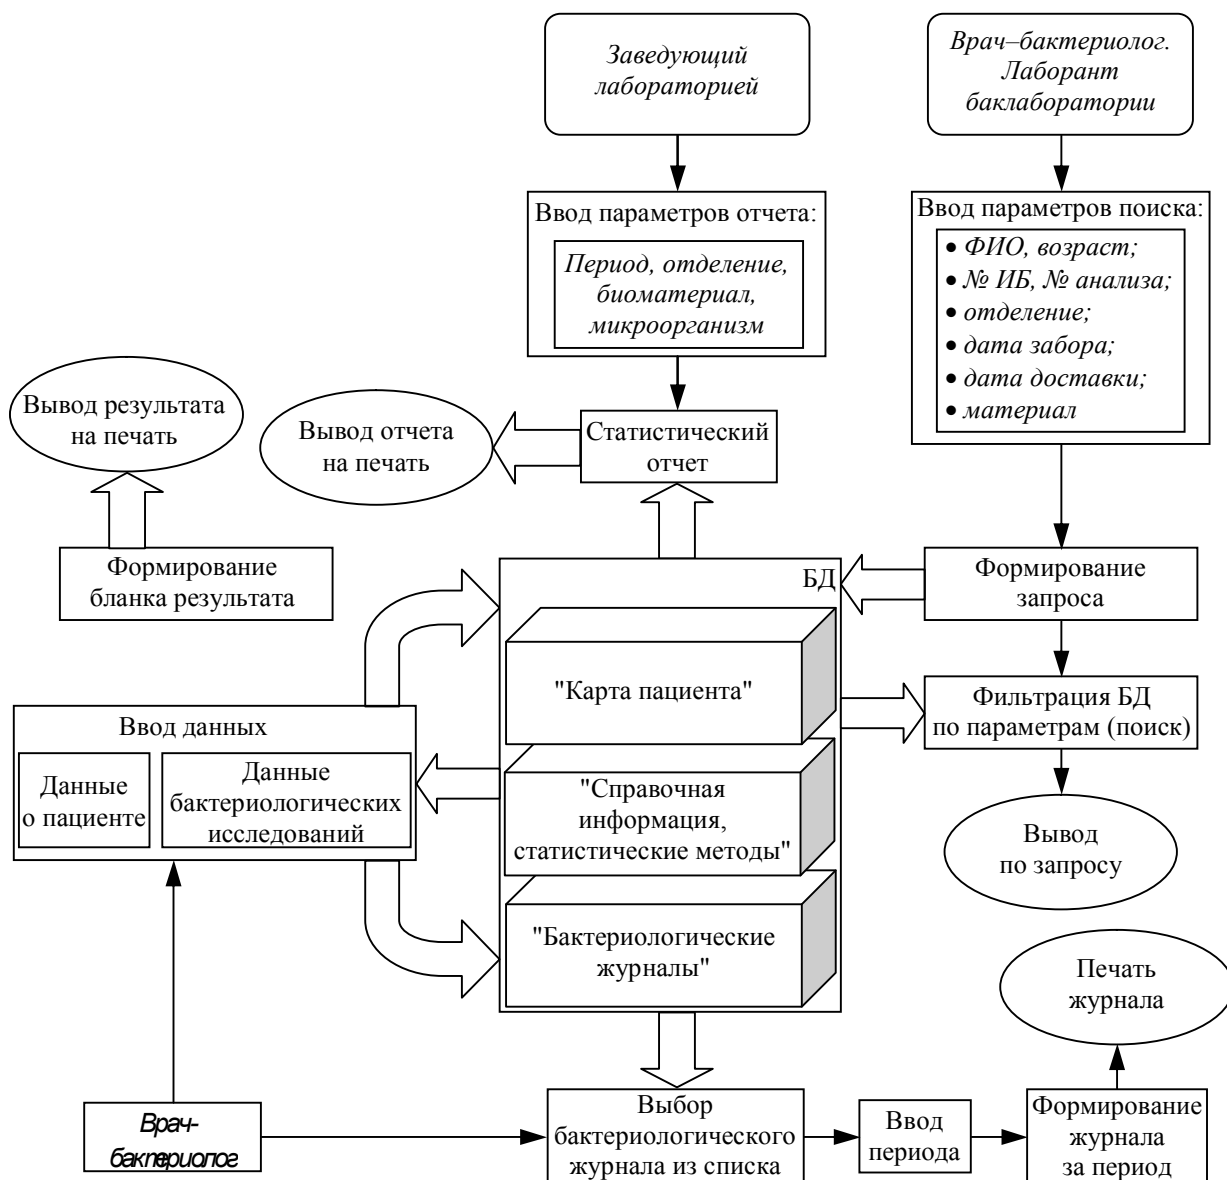 Заведующий
лабораторией
Врач–бактериолог.
Лаборант
баклаборатории
Ввод параметров отчета:
Период, отделение,
биоматериал,
микроорганизм
Ввод параметров поиска:
• ФИО, возраст;
• № ИБ, № анализа;
• отделение;
• дата забора;
• дата доставки;
• материал
Вывод результата
на печать
Вывод отчета
на печать
Статистический
отчет
Формирование
бланка результата
БД
Формирование
запроса
"Карта пациента"
Фильтрация БД
по параметрам (поиск)
Ввод данных
Данные
о пациенте
Данные
бактериологических
исследований
"Справочная
информация,
статистические методы"
Вывод
по запросу
"Бактериологические
журналы"
Печать
журнала
Врач-
бактериолог
Выбор
бактериологического
журнала из списка
Ввод
периода
Формирование
журнала
за период